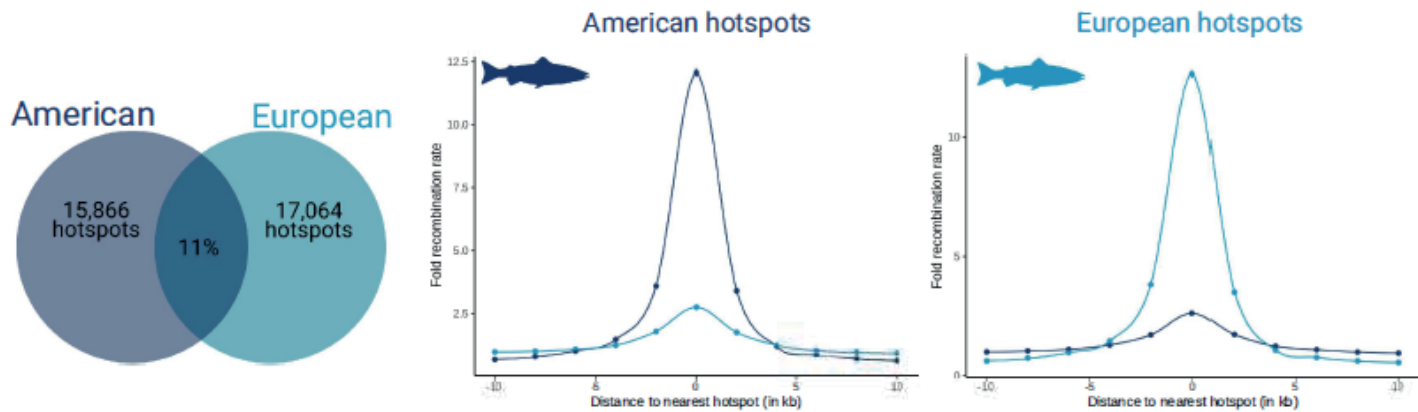 American
European
15,866
hotspots
17,064
hotspots
11%
American hotspots
Fold recombination rate
12.5
10.0
7.5
5.0
2.5
-10
-5
0
5
10
Distance to nearest hotspot (in kb)
European hotspots
Fold recombination rate
10
5
0
-10
-5
0
5
10
Distance to nearest hotspot (in kb)